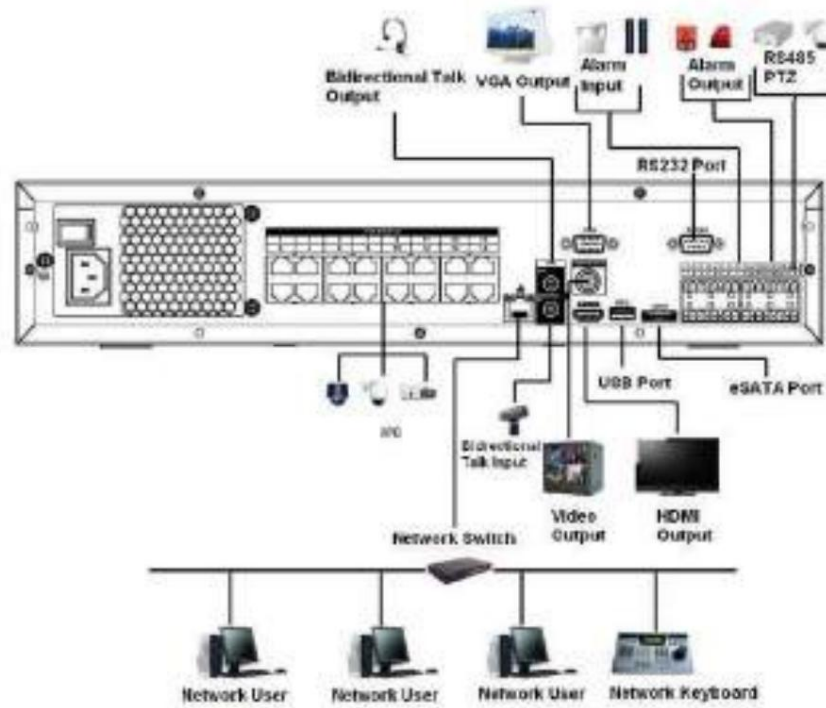 Bidirectional Talk
Output
VGA Output
Alarm
Input
Alarm
Output
RS485
PTZ
RS232 Port
USB Port
eSATA Port
IPC
Bidirectional
Talk Input
Video
Output
HDMI
Output
Network Switch
Network User
Network User
Network User
Network Keyboard